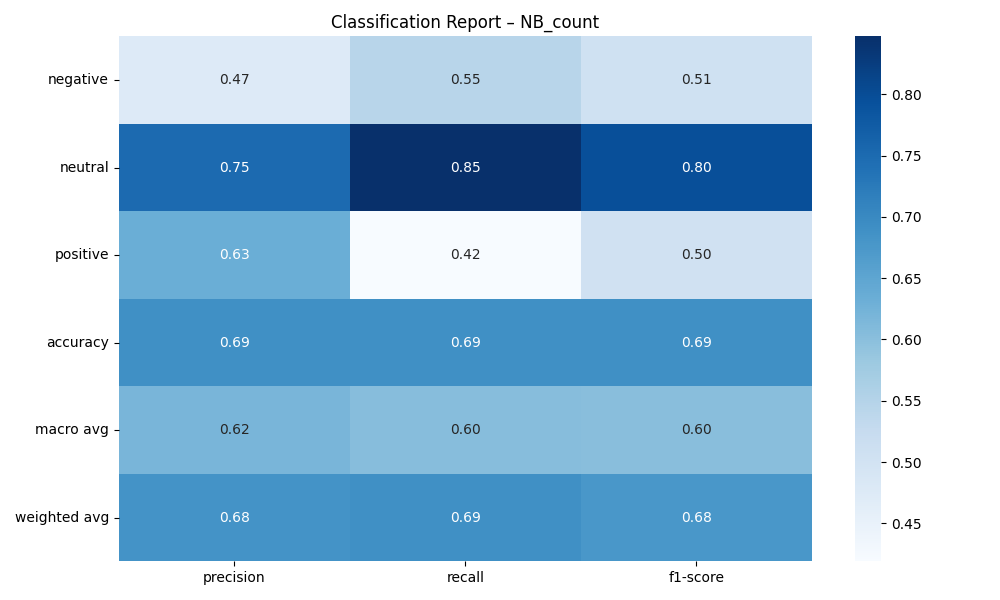 Classification Report – NB_count
negative 0.47 0.55 0.51
neutral 0.75 0.85 0.80
positive 0.63 0.42 0.50
accuracy 0.69 0.69 0.69
macro avg 0.62 0.60 0.60
weighted avg 0.68 0.69 0.68
precision recall f1-score
0.80
0.75
0.70
0.65
0.60
0.55
0.50
0.45